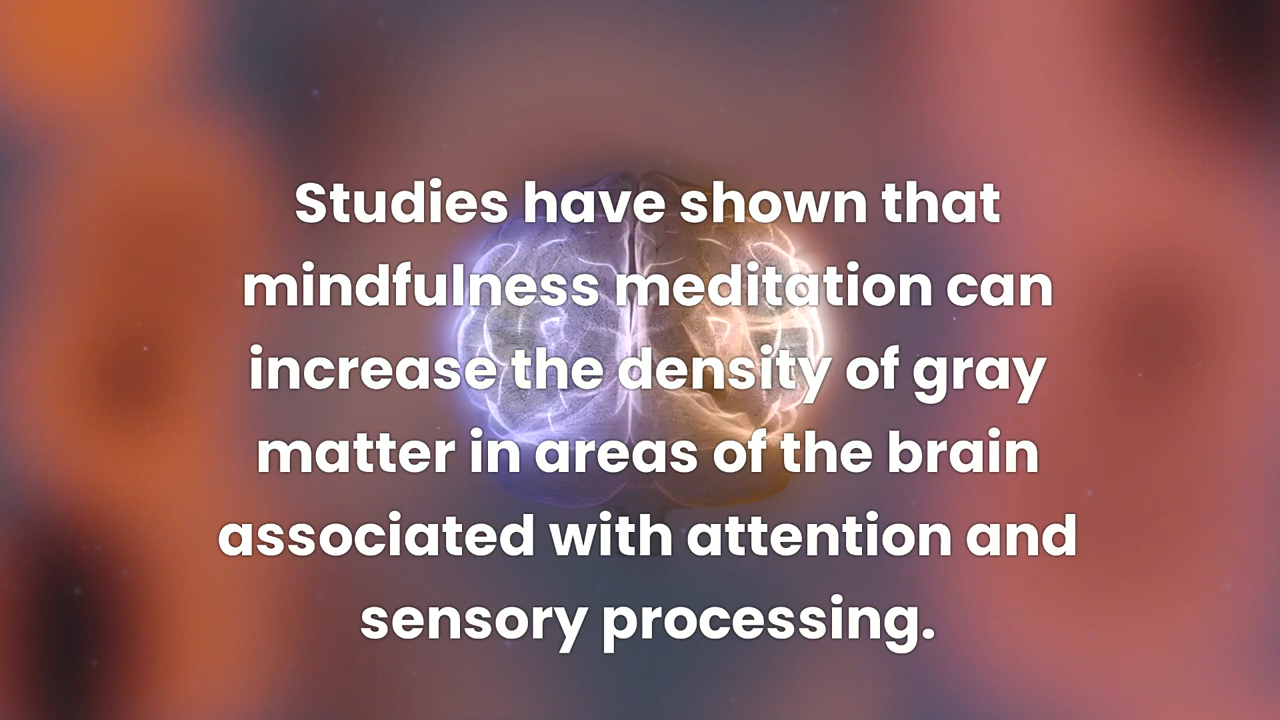 Studies have shown that
mindfulness meditation can
increase the density of gray
matter in areas of the brain
associated with attention and
sensory processing.